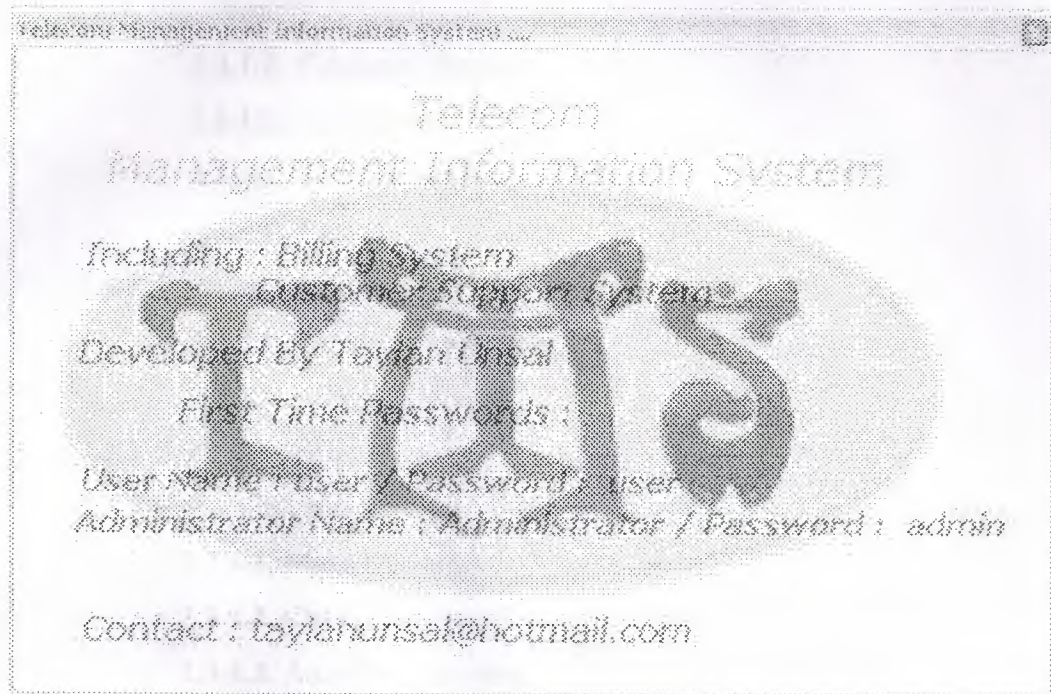 Telecom Management Information System ...
Telecom
Management Information System
Including : Billing System
Customer Support System
Developed By Taylan Unsal
First Time Passwords :
User Name : user / Password : user
Administrator Name : Administrator / Password : admin
Contact : taylanunsal@hotmail.com